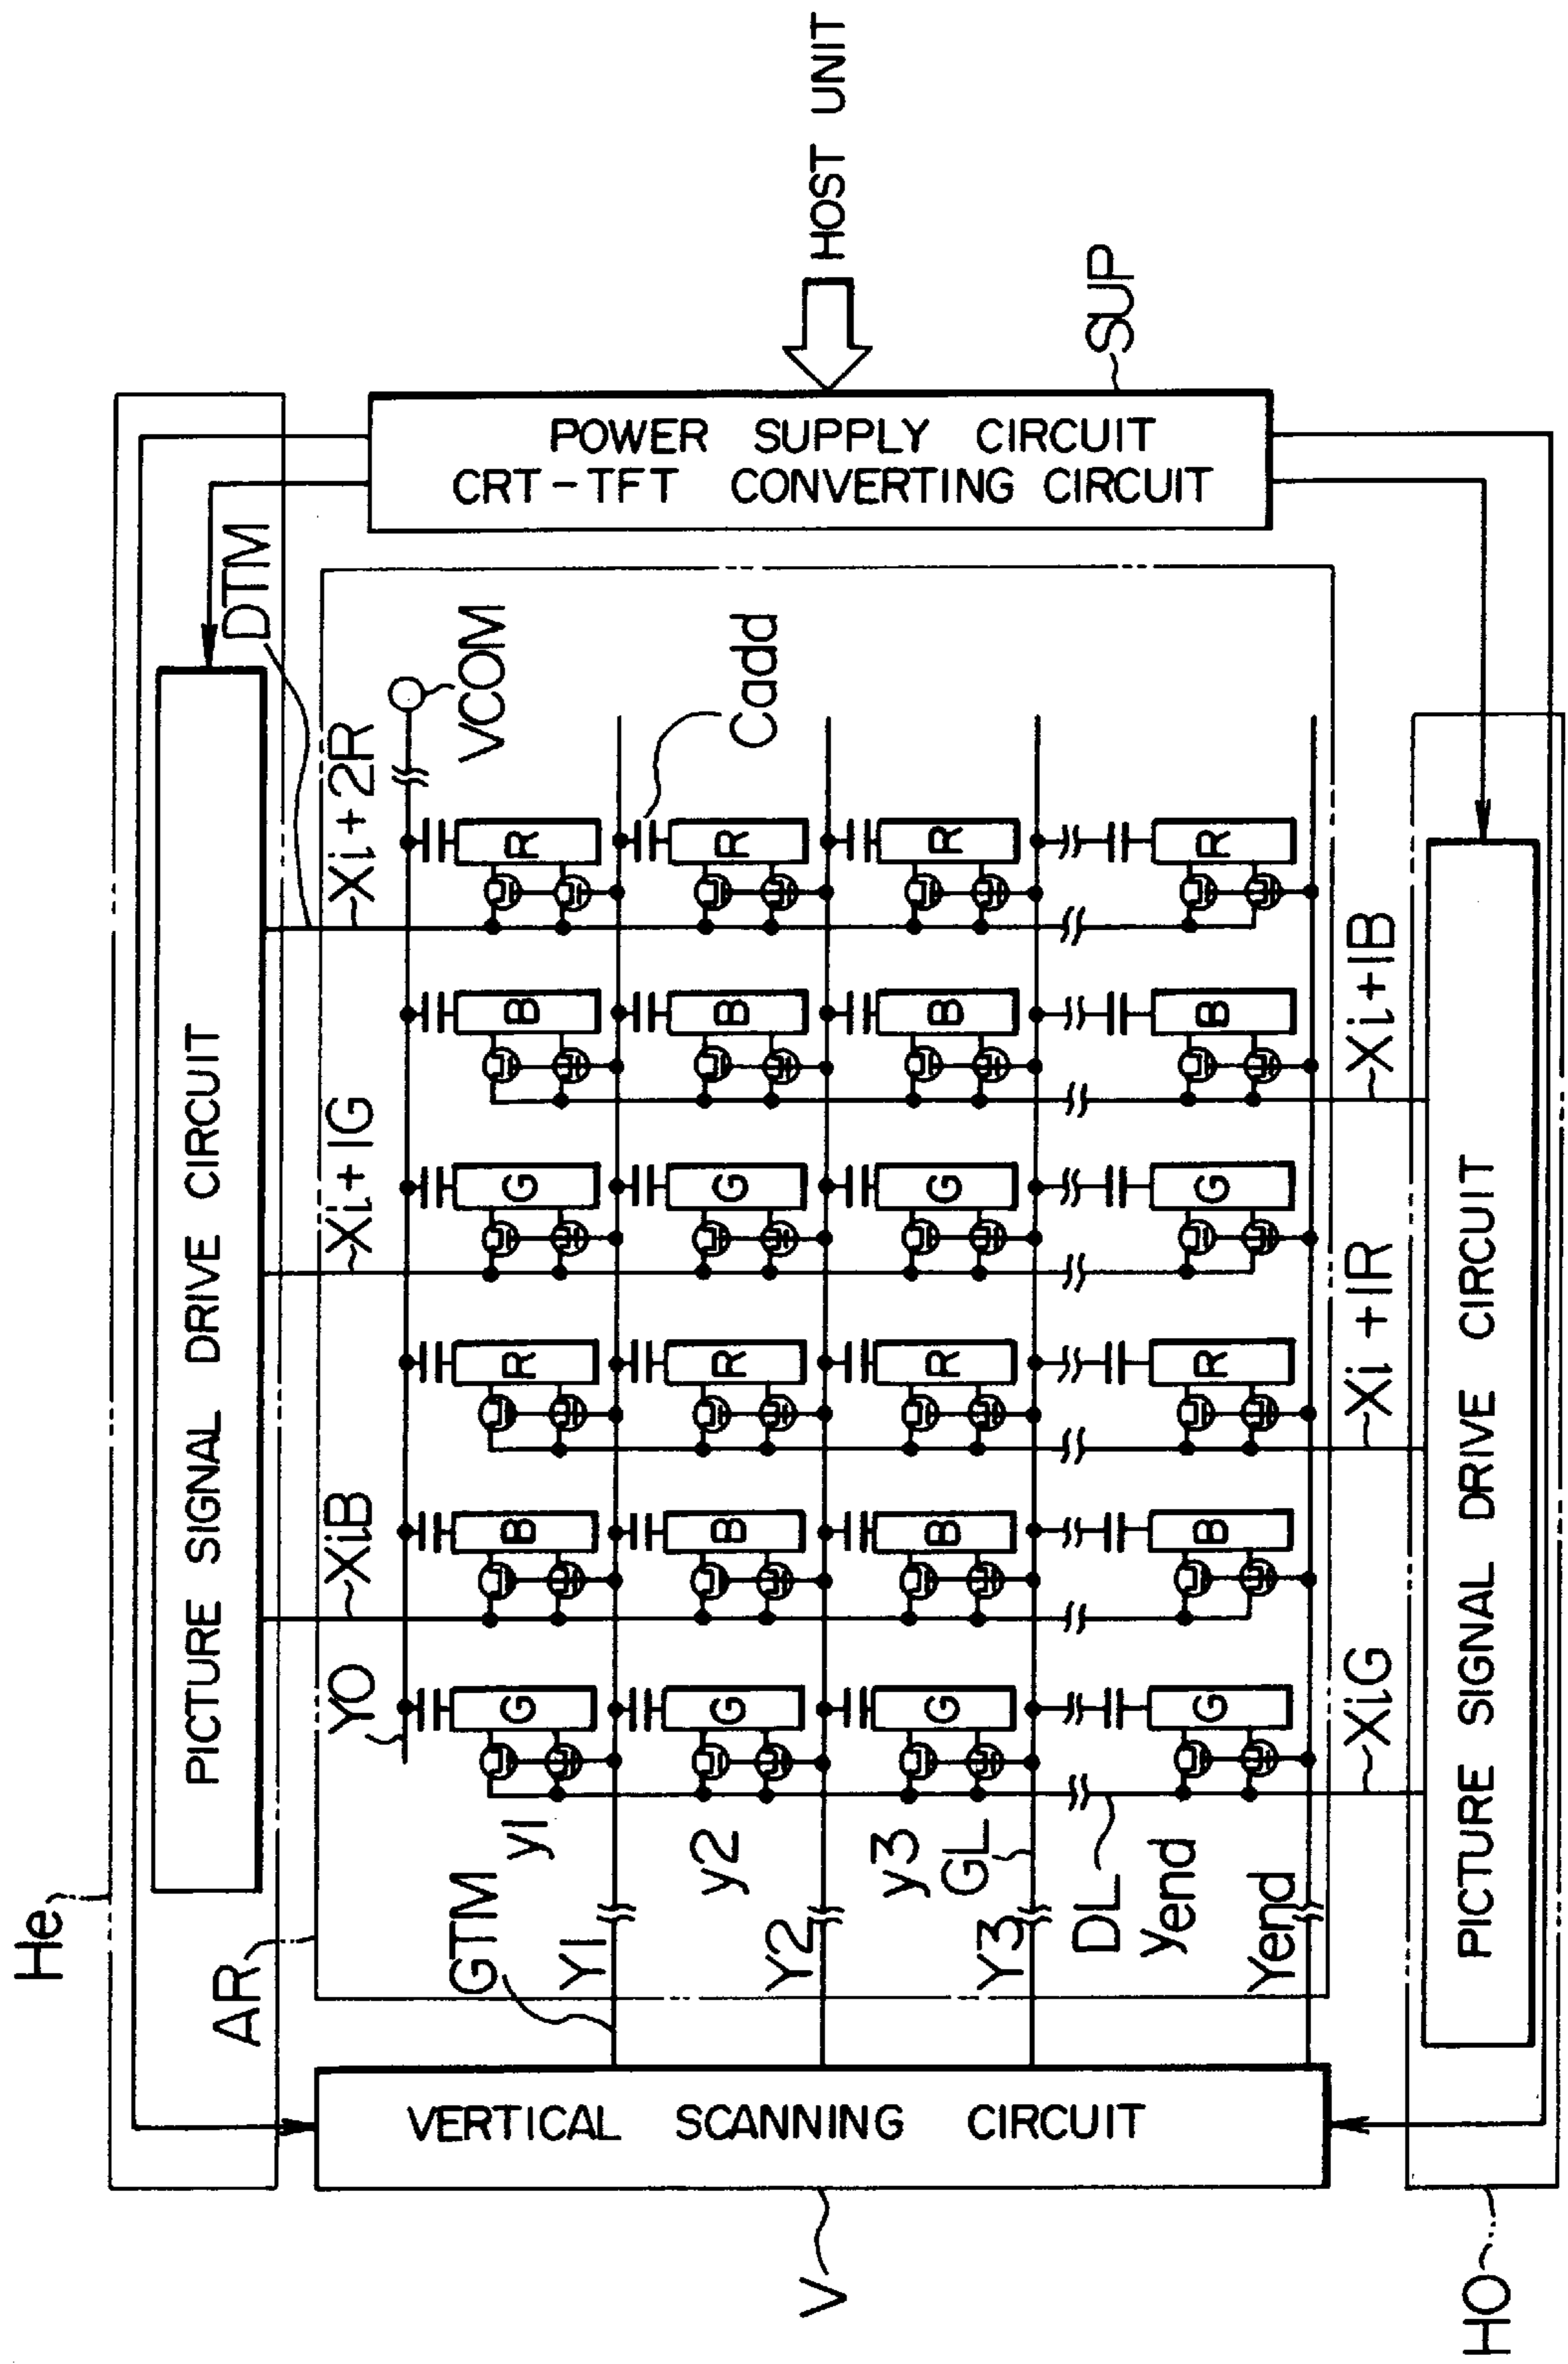 He
PICTURE SIGNAL DRIVE CIRCUIT
DTM
AR
YO
XiB
Xi+1G
Xi+2R
VCOM
GTM
Y1
y1
G
B
R
G
B
R
Cadd
Y2
y2
G
B
R
G
B
R
Y3
y3
GL
G
B
R
G
B
R
DL
Yend
yend
G
B
R
G
B
R
XiG
Xi+1R
Xi+1B
V
VERTICAL SCANNING CIRCUIT
POWER SUPPLY CIRCUIT
CRT-TFT CONVERTING CIRCUIT
SUP
HOST UNIT
HO
PICTURE SIGNAL DRIVE CIRCUIT